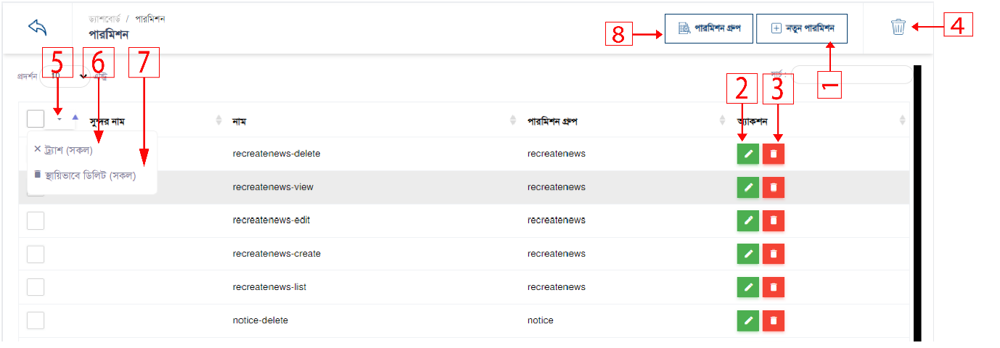 ড্যাশবোর্ড / পারমিশন
পারমিশন
8
পারমিশন গ্রুপ
নতুন পারমিশন
4
5
6
7
1
প্রদর্শন 10 এন্ট্রি
সার্চ :
2
3
সুন্দর নাম নাম পারমিশন গ্রুপ অ্যাকশন
× ট্র্যাশ (সকল)
স্থায়িভাবে ডিলিট (সকল)
recreatenews-delete recreatenews
recreatenews-view recreatenews
recreatenews-edit recreatenews
recreatenews-create recreatenews
recreatenews-list recreatenews
notice-delete notice